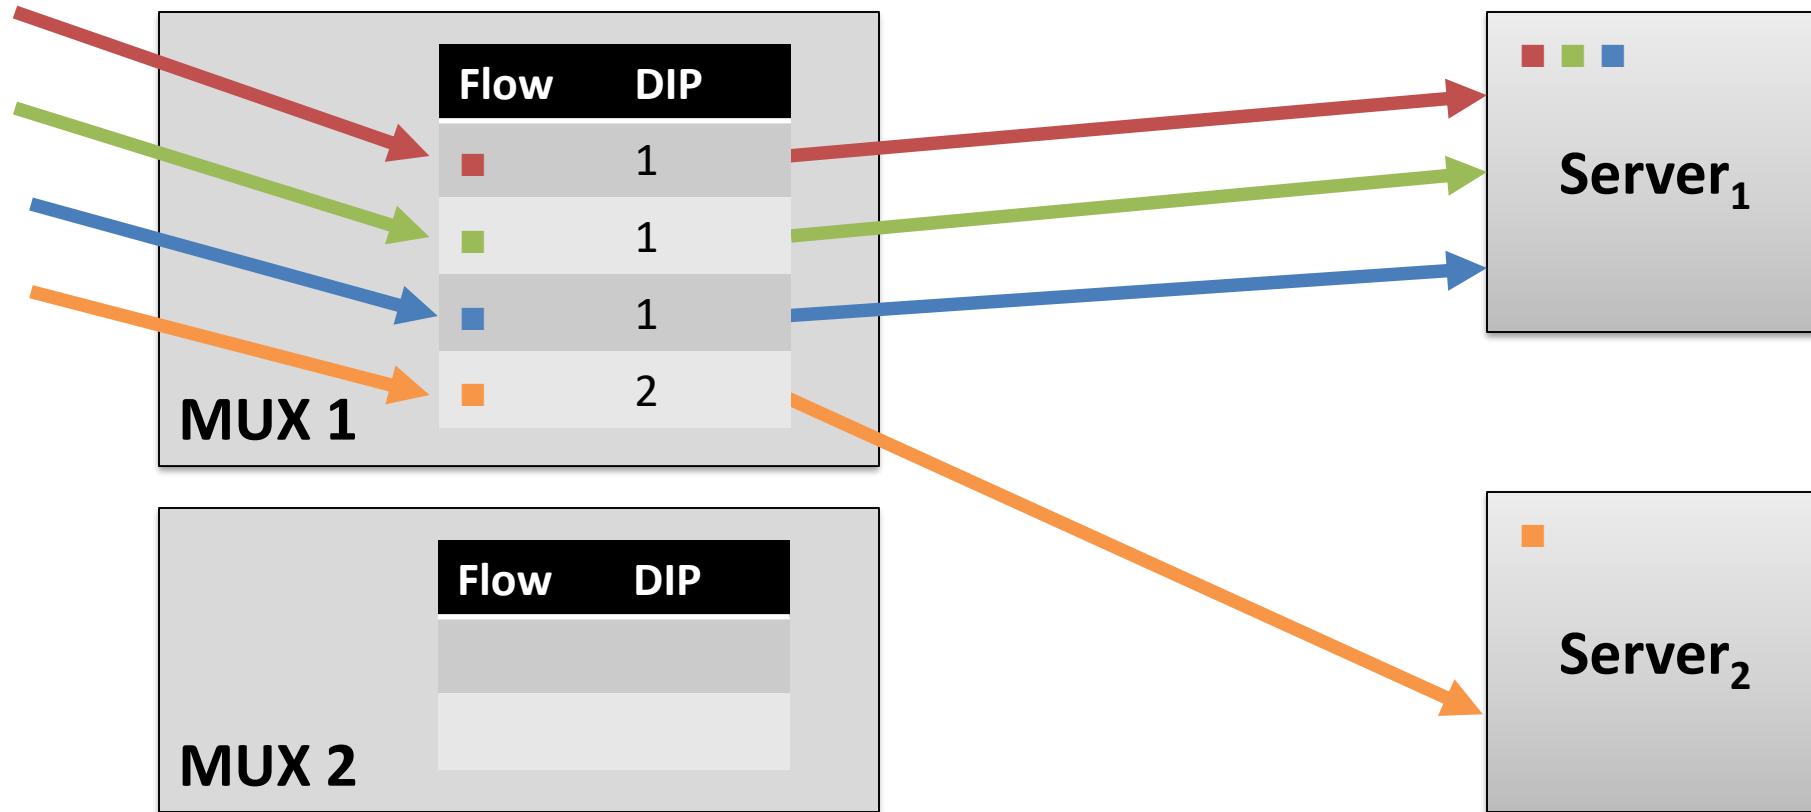 Flow DIP
1
1
1
2
MUX 1
Server₁
Flow DIP
MUX 2
Server₂